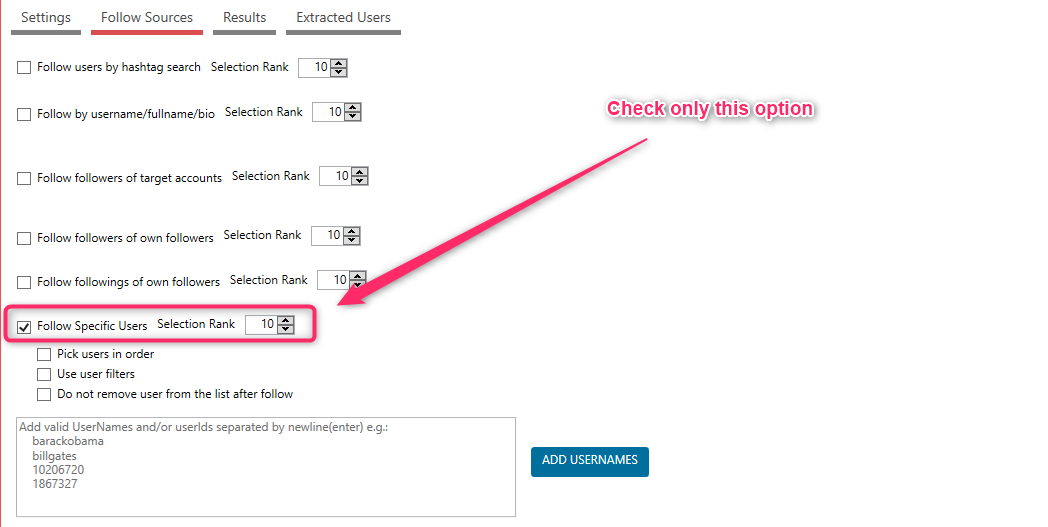 Settings Follow Sources Results Extracted Users
Follow users by hashtag search Selection Rank 10
Check only this option
Follow by username/fullname/bio Selection Rank 10
Follow followers of target accounts Selection Rank 10
Follow followers of own followers Selection Rank 10
Follow followings of own followers Selection Rank 10
Follow Specific Users Selection Rank 10
Pick users in order
Use user filters
Do not remove user from the list after follow
Add valid UserNames and/or userIds separated by newline(enter) e.g.:
barackobama
billgates
10206720
1867327
ADD USERNAMES